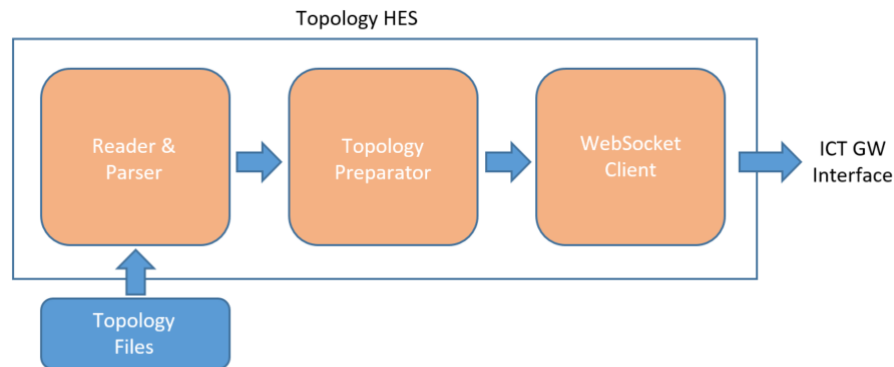 Topology HES
Reader &
Parser
Topology
Preparator
WebSocket
Client
ICT GW
Interface
Topology
Files